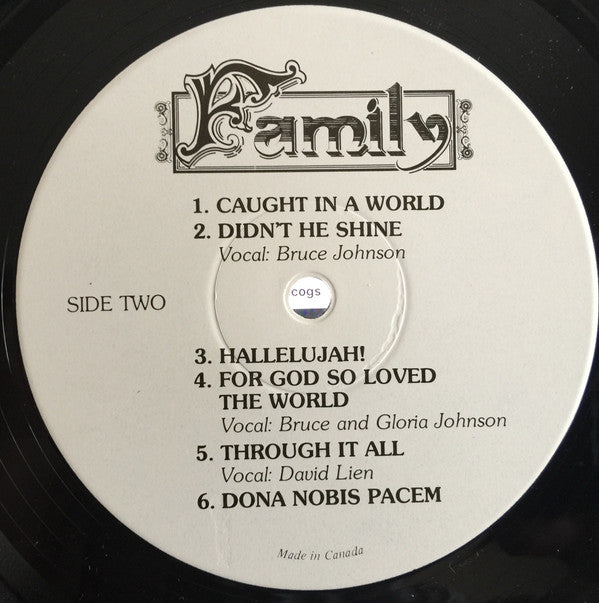 Family
1. CAUGHT IN A WORLD
2. DIDN'T HE SHINE
Vocal: Bruce Johnson
cogs
SIDE TWO
3. HALLELUJAH!
4. FOR GOD SO LOVED
THE WORLD
Vocal: Bruce and Gloria Johnson
5. THROUGH IT ALL
Vocal: David Lien
6. DONA NOBIS PACEM
Made in Canada